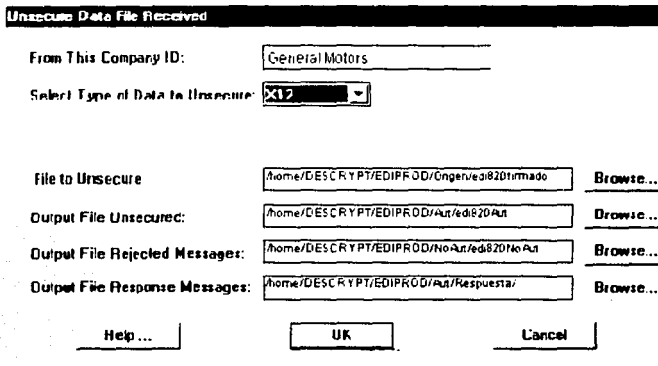 Unsecure Data File Received
From This Company ID: General Motors
Select Type of Data to Unsecure: X12
File to Unsecure /home/DESCRYPT/EDIPROD/Origen/edi820firmado Browse...
Output File Unsecured: /home/DESCRYPT/EDIPROD/Aut/edi820Aut Browse...
Output File Rejected Messages: /home/DESCRYPT/EDIPROD/NoAut/edi820NoAut Browse...
Output File Response Messages: /home/DESCRYPT/EDIPROD/Aut/Respuesta/ Browse...
Help ... OK Cancel